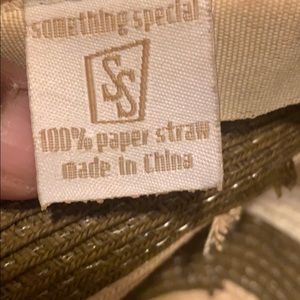 something special
SS
100% paper straw
made in China